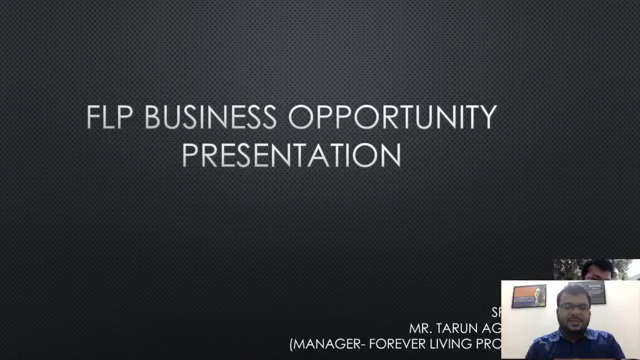 FLP BUSINESS OPPORTUNITY
PRESENTATION
MR. TARUN
(MANAGER- FOREVER LIVING